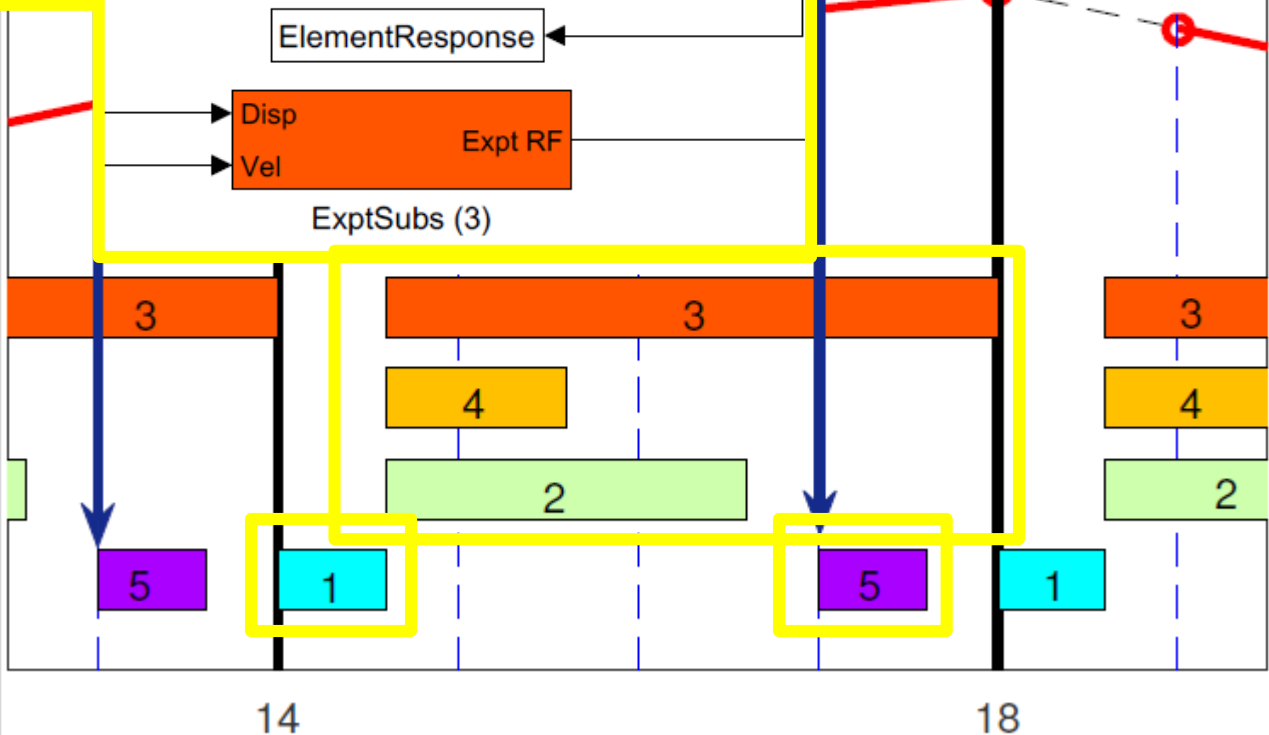 ElementResponse
Disp
Expt RF
Vel
ExptSubs (3)
3 3 3
4 4
2 2
5 1 5 1
14 18